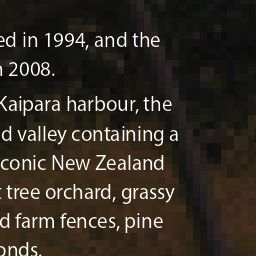 ed in 1994, and the
n 2008.
Kaipara harbour, the
d valley containing a
conic New Zealand
t tree orchard, grassy
d farm fences, pine
onds.